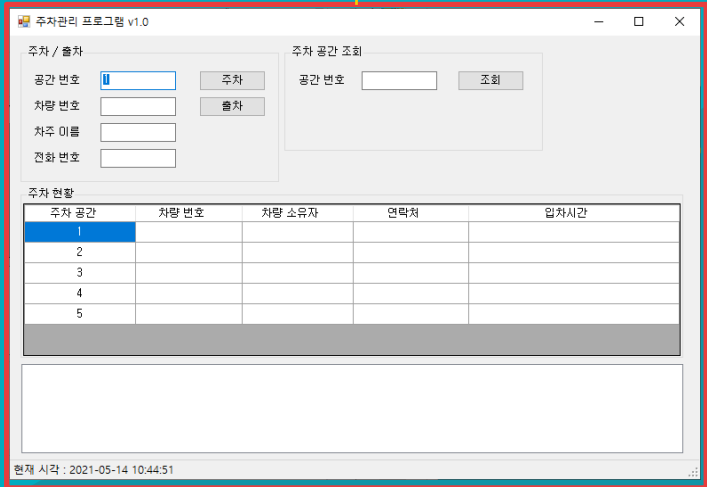 주차관리 프로그램 v1.0
주차 / 출차
공간 번호 1 주차
차량 번호 출차
차주 이름
전화 번호
주차 공간 조회
공간 번호 조회
주차 현황
주차 공간 차량 번호 차량 소유자 연락처 입차시간
1
2
3
4
5
현재 시각 : 2021-05-14 10:44:51